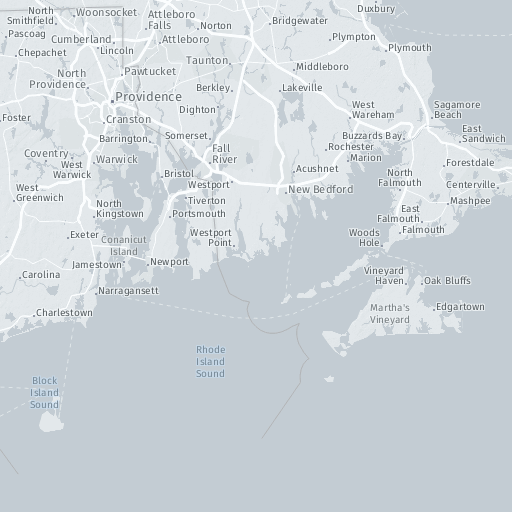 Duxbury
North
Smithfield
Woonsocket
Attleboro
Falls
Norton
Bridgewater
Pascoag
Cumberland
Attleboro
Plympton
Chepachet
Lincoln
Plymouth
Taunton
Middleboro
North
Providence
Pawtucket
Berkley
Lakeville
Providence
Dighton
West
Wareham
Sagamore
Beach
Foster
Cranston
Barrington
Somerset
Buzzards Bay
East
Sandwich
Fall
River
Rochester
Coventry
Warwick
Marion
Forestdale
West
Warwick
Bristol
Acushnet
North
Falmouth
Centerville
West
Greenwich
Westport
New Bedford
Tiverton
Mashpee
North
Kingstown
Portsmouth
East
Falmouth
Exeter
Conanicut
Island
Westport
Point
Woods
Hole
Falmouth
Jamestown
Newport
Carolina
Vineyard
Haven
Oak Bluffs
Narragansett
Charlestown
Martha's
Vineyard
Edgartown
Rhode
Island
Sound
Block
Island
Sound